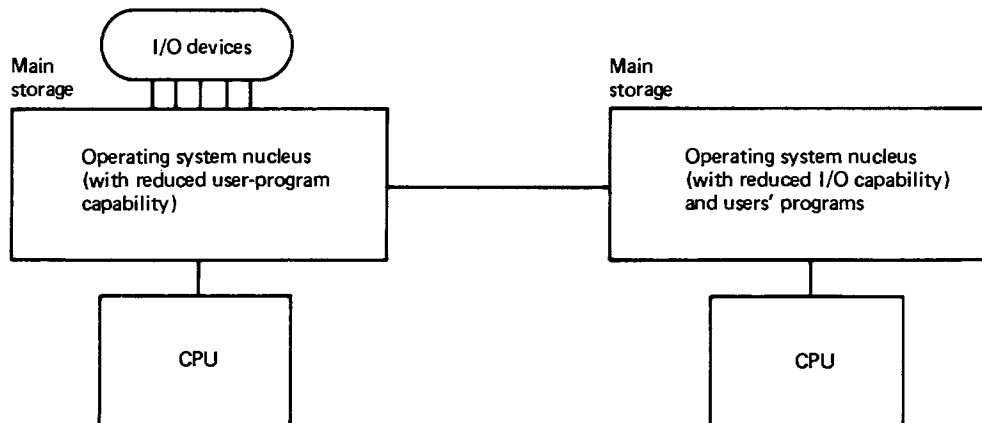 I/O devices
Main
storage
Operating system nucleus
(with reduced user-program
capability)
CPU
Main
storage
Operating system nucleus
(with reduced I/O capability)
and users' programs
CPU